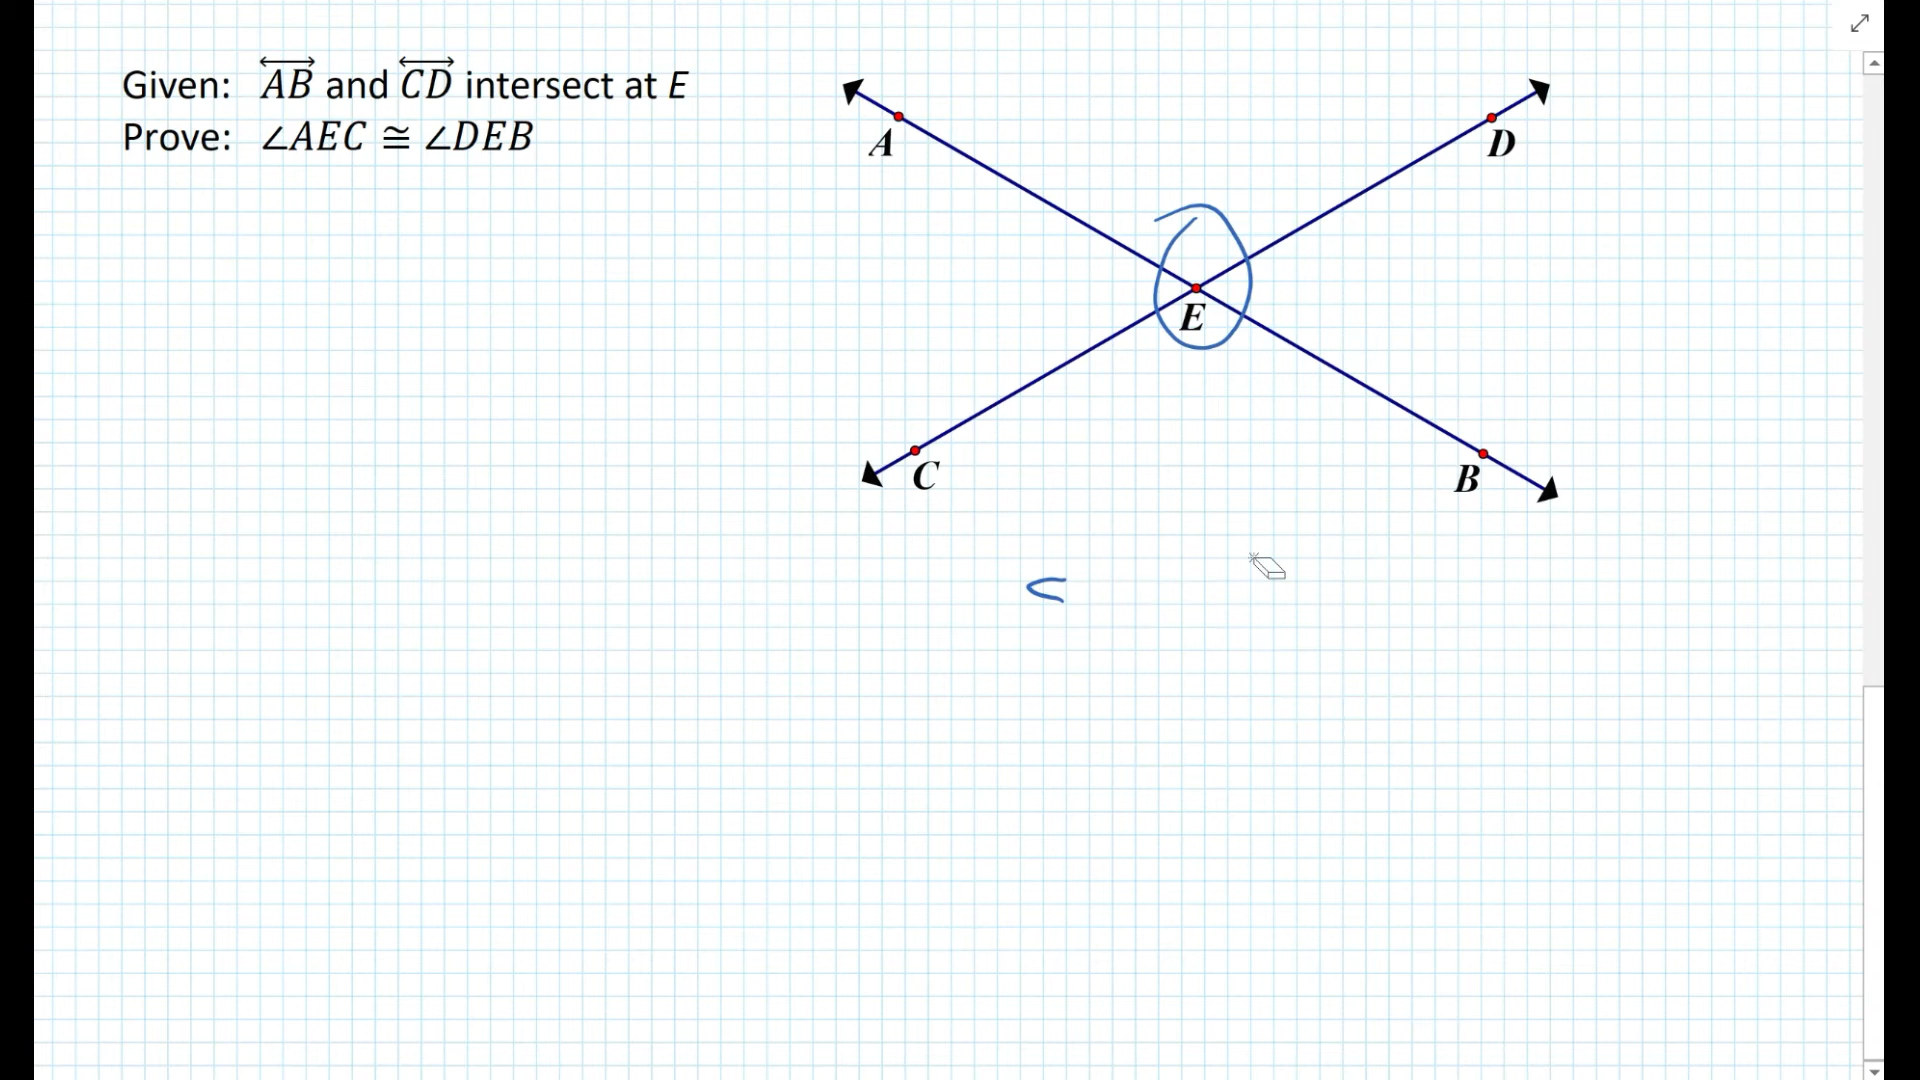 Given: AB and CD intersect at E
Prove: ∠AEC ≅ ∠DEB
A
D
E
C
B